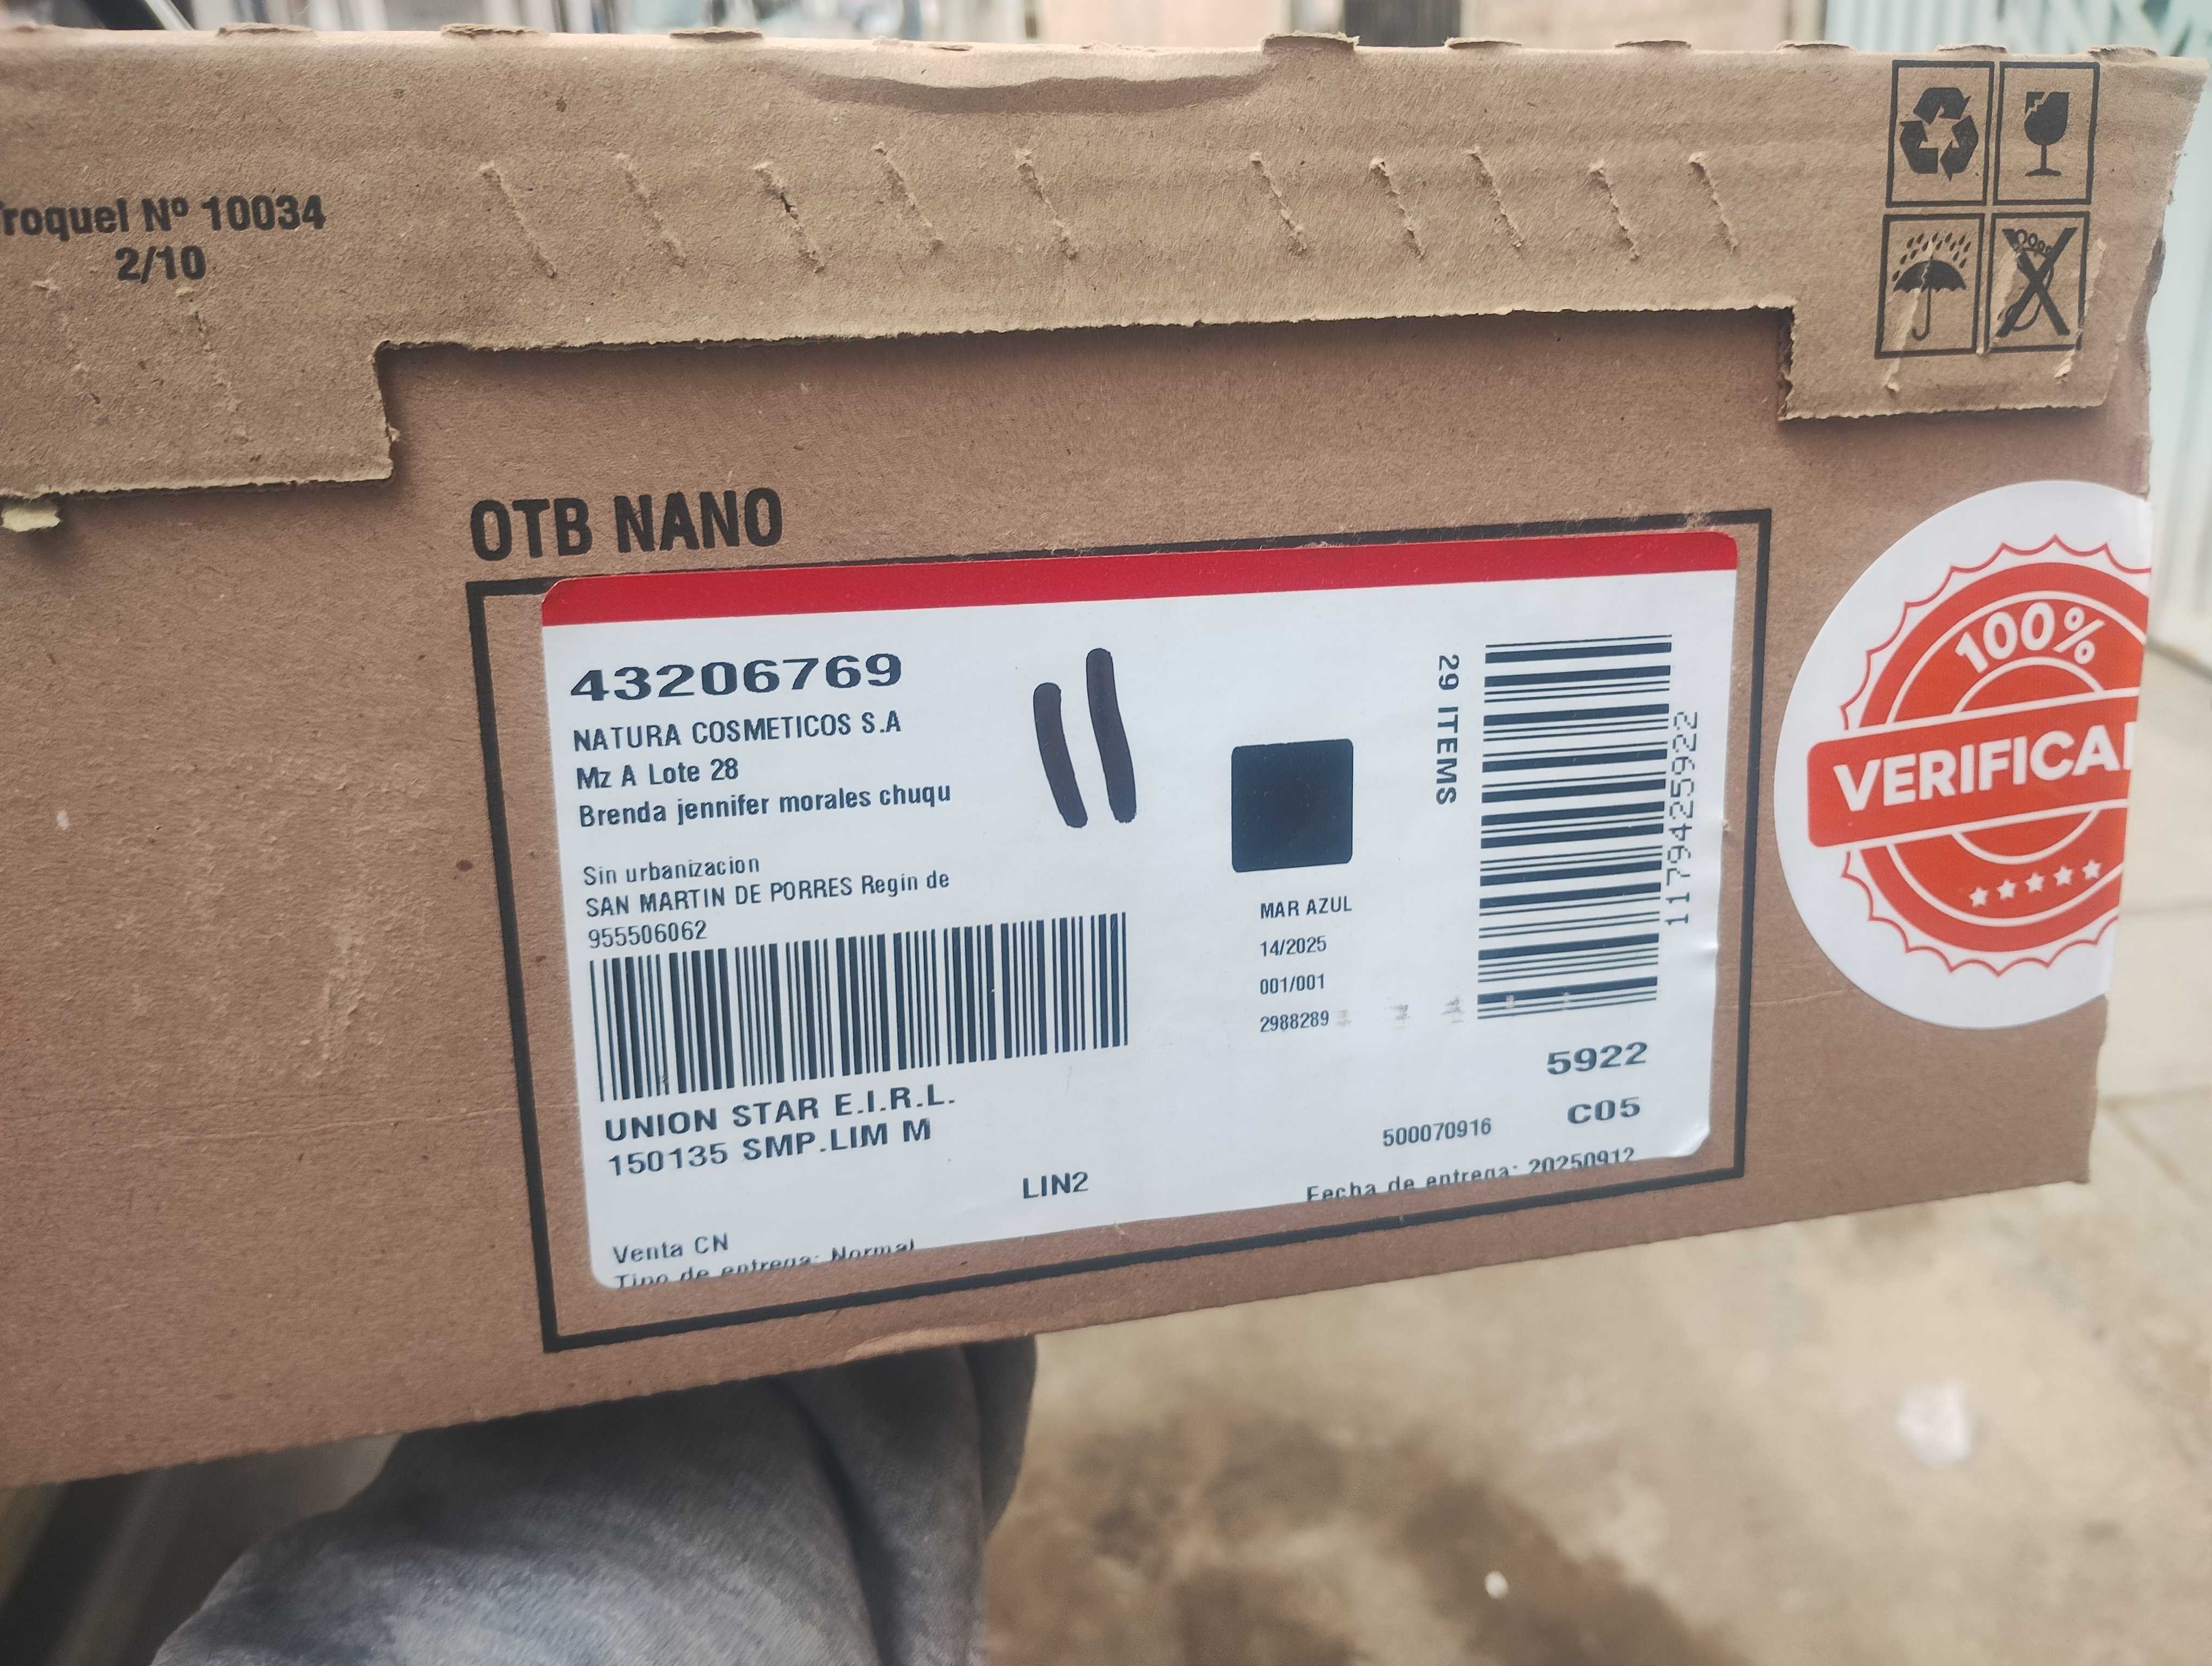 Nº 10034
2/10
OTB NANO
43206769
NATURA COSMETICOS S.A
Mz A Lote 28
Brenda jennifer morales chuqu
Sin urbanizacion
SAN MARTIN DE PORRES Regin de
955506062
UNION STAR E.I.R.L.
150135 SMP.LIM M
LIN2
Venta CN
Tipo de entrega: Normal
29 ITEMS
1179425922
MAR AZUL
14/2025
001/001
2988289
5922
C05
500070916
Fecha de entrega: 20250912
100%